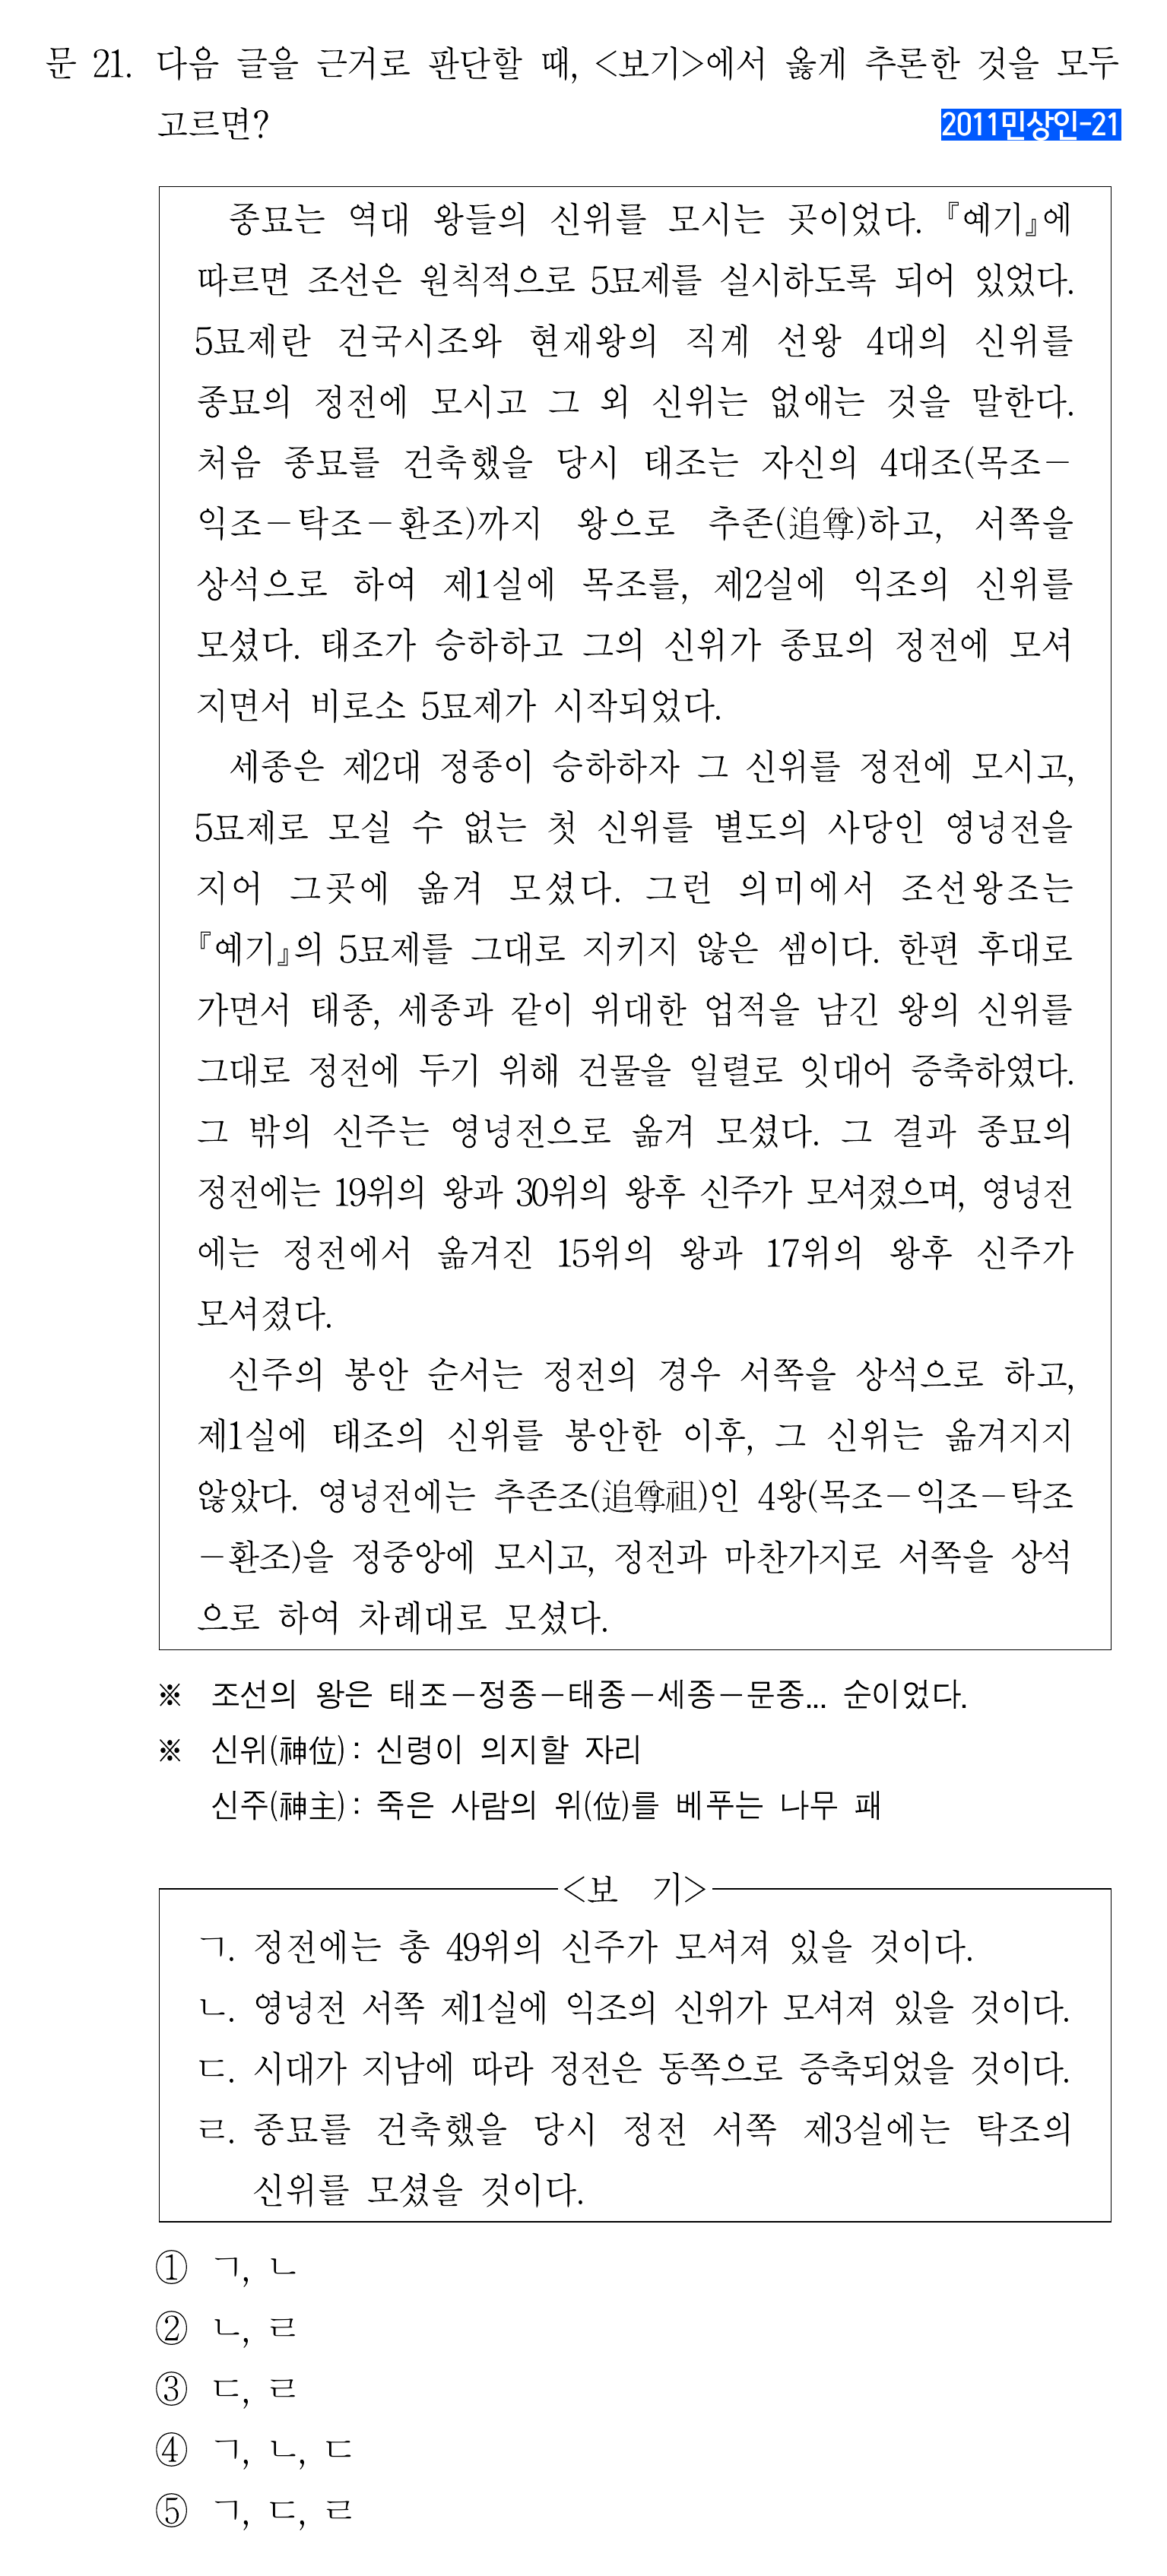 문 21. 다음 글을 근거로 판단할 때, <보기>에서 옳게 추론한 것을 모두
고르면?
2011민상인-21
종묘는 역대 왕들의 신위를 모시는 곳이었다. 『예기』에
따르면 조선은 원칙적으로 5묘제를 실시하도록 되어 있었다.
5묘제란 건국시조와 현재왕의 직계 선왕 4대의 신위를
종묘의 정전에 모시고 그 외 신위는 없애는 것을 말한다.
처음 종묘를 건축했을 당시 태조는 자신의 4대조(목조-
익조-탁조-환조)까지 왕으로 추존(追尊)하고, 서쪽을
상석으로 하여 제1실에 목조를, 제2실에 익조의 신위를
모셨다. 태조가 승하하고 그의 신위가 종묘의 정전에 모셔
지면서 비로소 5묘제가 시작되었다.
세종은 제2대 정종이 승하하자 그 신위를 정전에 모시고,
5묘제로 모실 수 없는 첫 신위를 별도의 사당인 영녕전을
지어 그곳에 옮겨 모셨다. 그런 의미에서 조선왕조는
『예기』의 5묘제를 그대로 지키지 않은 셈이다. 한편 후대로
가면서 태종, 세종과 같이 위대한 업적을 남긴 왕의 신위를
그대로 정전에 두기 위해 건물을 일렬로 잇대어 증축하였다.
그 밖의 신주는 영녕전으로 옮겨 모셨다. 그 결과 종묘의
정전에는 19위의 왕과 30위의 왕후 신주가 모셔졌으며, 영녕전
에는 정전에서 옮겨진 15위의 왕과 17위의 왕후 신주가
모셔졌다.
신주의 봉안 순서는 정전의 경우 서쪽을 상석으로 하고,
제1실에 태조의 신위를 봉안한 이후, 그 신위는 옮겨지지
않았다. 영녕전에는 추존조(追尊祖)인 4왕(목조-익조-탁조
-환조)을 정중앙에 모시고, 정전과 마찬가지로 서쪽을 상석
으로 하여 차례대로 모셨다.
※ 조선의 왕은 태조-정종-태종-세종-문종... 순이었다.
※ 신위(神位) : 신령이 의지할 자리
신주(神主) : 죽은 사람의 위(位)를 베푸는 나무 패
<보 기>
ㄱ. 정전에는 총 49위의 신주가 모셔져 있을 것이다.
ㄴ. 영녕전 서쪽 제1실에 익조의 신위가 모셔져 있을 것이다.
ㄷ. 시대가 지남에 따라 정전은 동쪽으로 증축되었을 것이다.
ㄹ. 종묘를 건축했을 당시 정전 서쪽 제3실에는 탁조의
신위를 모셨을 것이다.
① ㄱ, ㄴ
② ㄴ, ㄹ
③ ㄷ, ㄹ
④ ㄱ, ㄴ, ㄷ
⑤ ㄱ, ㄷ, ㄹ